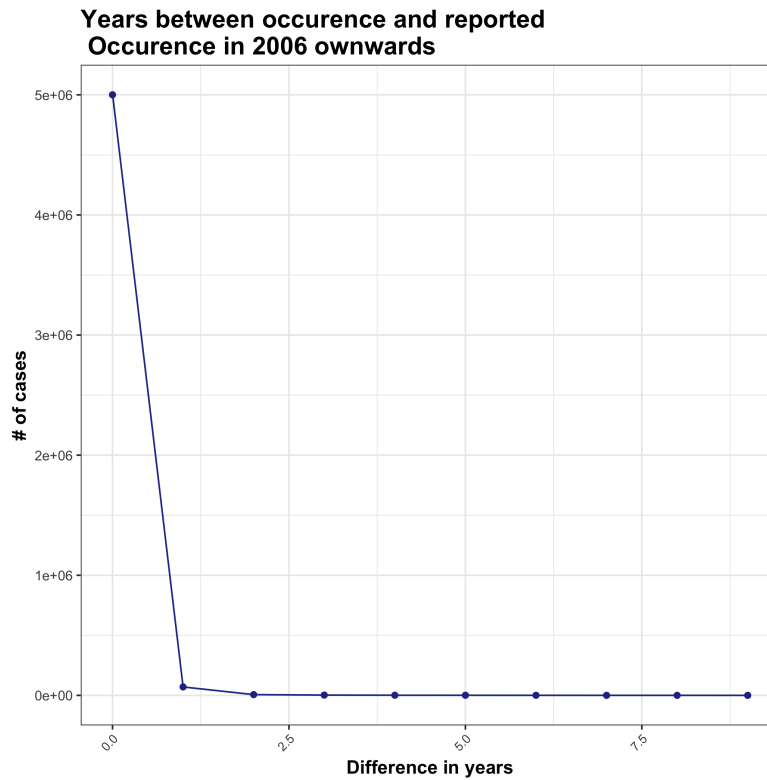 Years between occurence and reported
Occurence in 2006 ownwards
5e+06
4e+06
3e+06
2e+06
1e+06
0e+00
# of cases
0.0
2.5
5.0
7.5
Difference in years